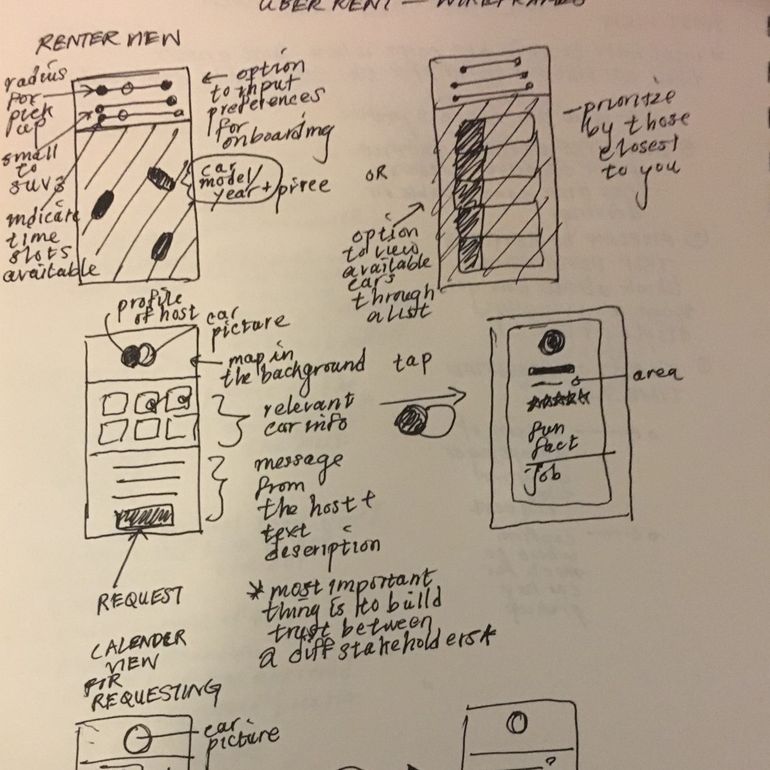 UBER RENT — WIREFRAMES
RENTER VIEW
radius
for
pick
up
small
to
SUVs
indicate
time
slots
available
← option
to input
preferences
for
onboarding
car
model/
year + piree
OR
option
to view
available
cars
through
a list
prioritize
by those
closest
to you
profile
of host
car
picture
map in
the background
relevant
car info
message
from
the host +
text
deseription
REQUEST
tap
area
fun
fact
Job
* most important
thing is to build
trust between
a diff stakeholders *
CALENDER
VIEW
FOR
REQUESTING
car
picture